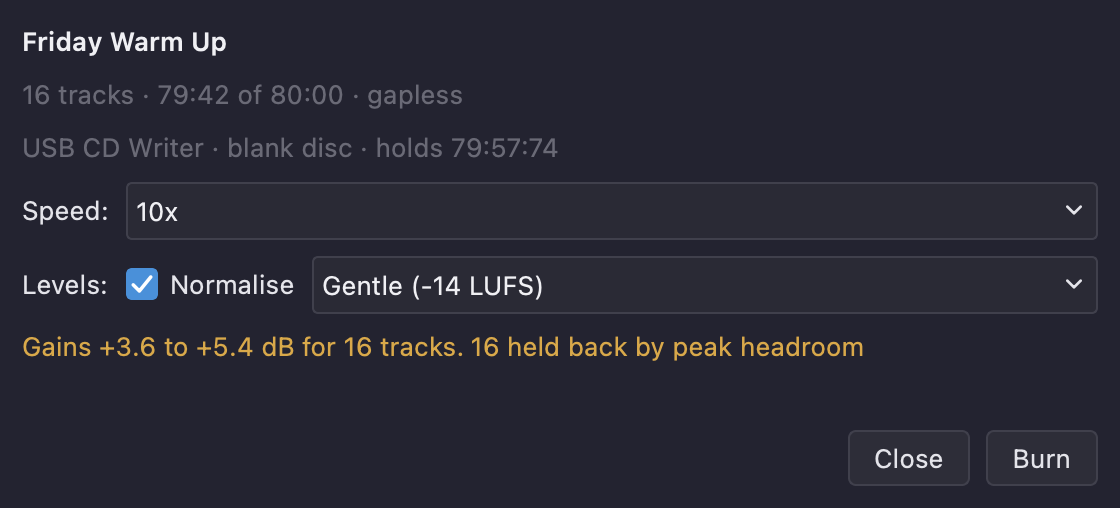 Friday Warm Up
16 tracks · 79:42 of 80:00 · gapless
USB CD Writer · blank disc · holds 79:57:74
Speed: 10x
Levels: Normalise Gentle (-14 LUFS)
Gains +3.6 to +5.4 dB for 16 tracks. 16 held back by peak headroom
Close Burn